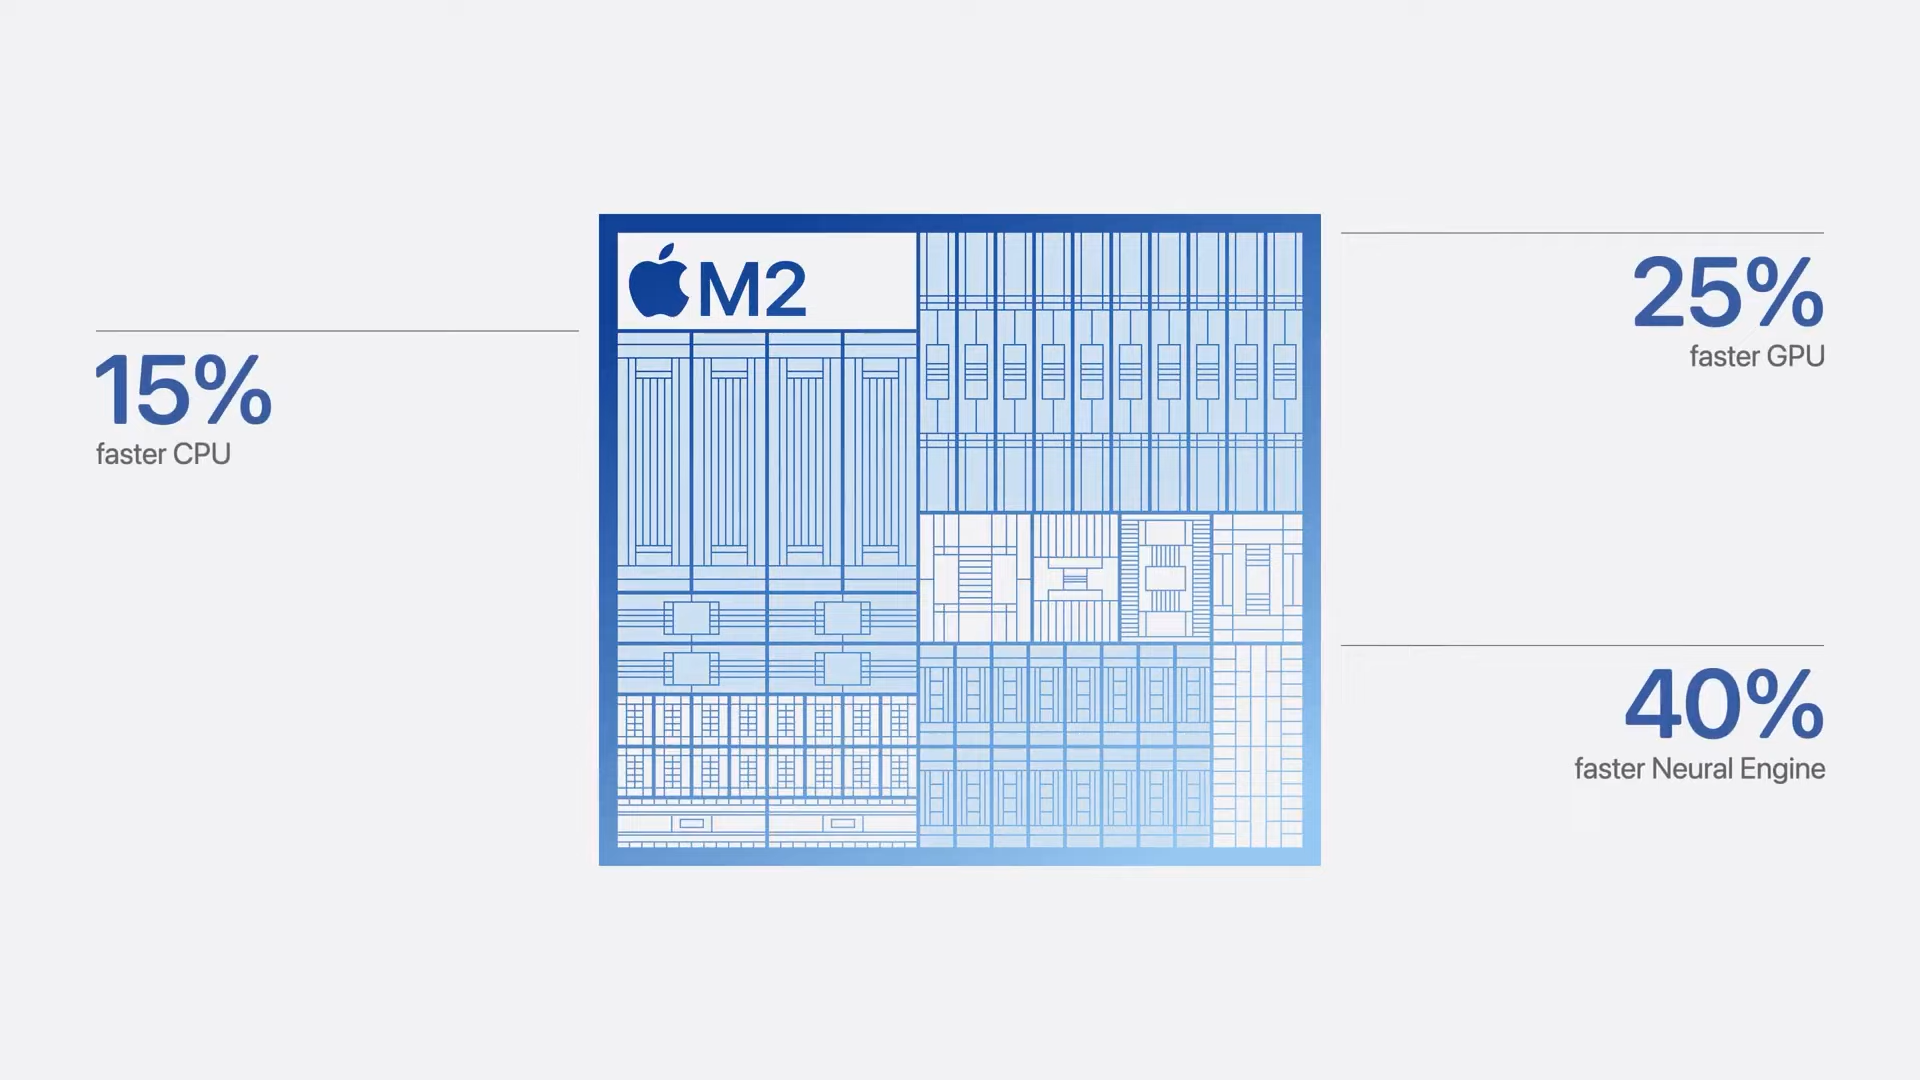 M2
15%
faster CPU
25%
faster GPU
40%
faster Neural Engine